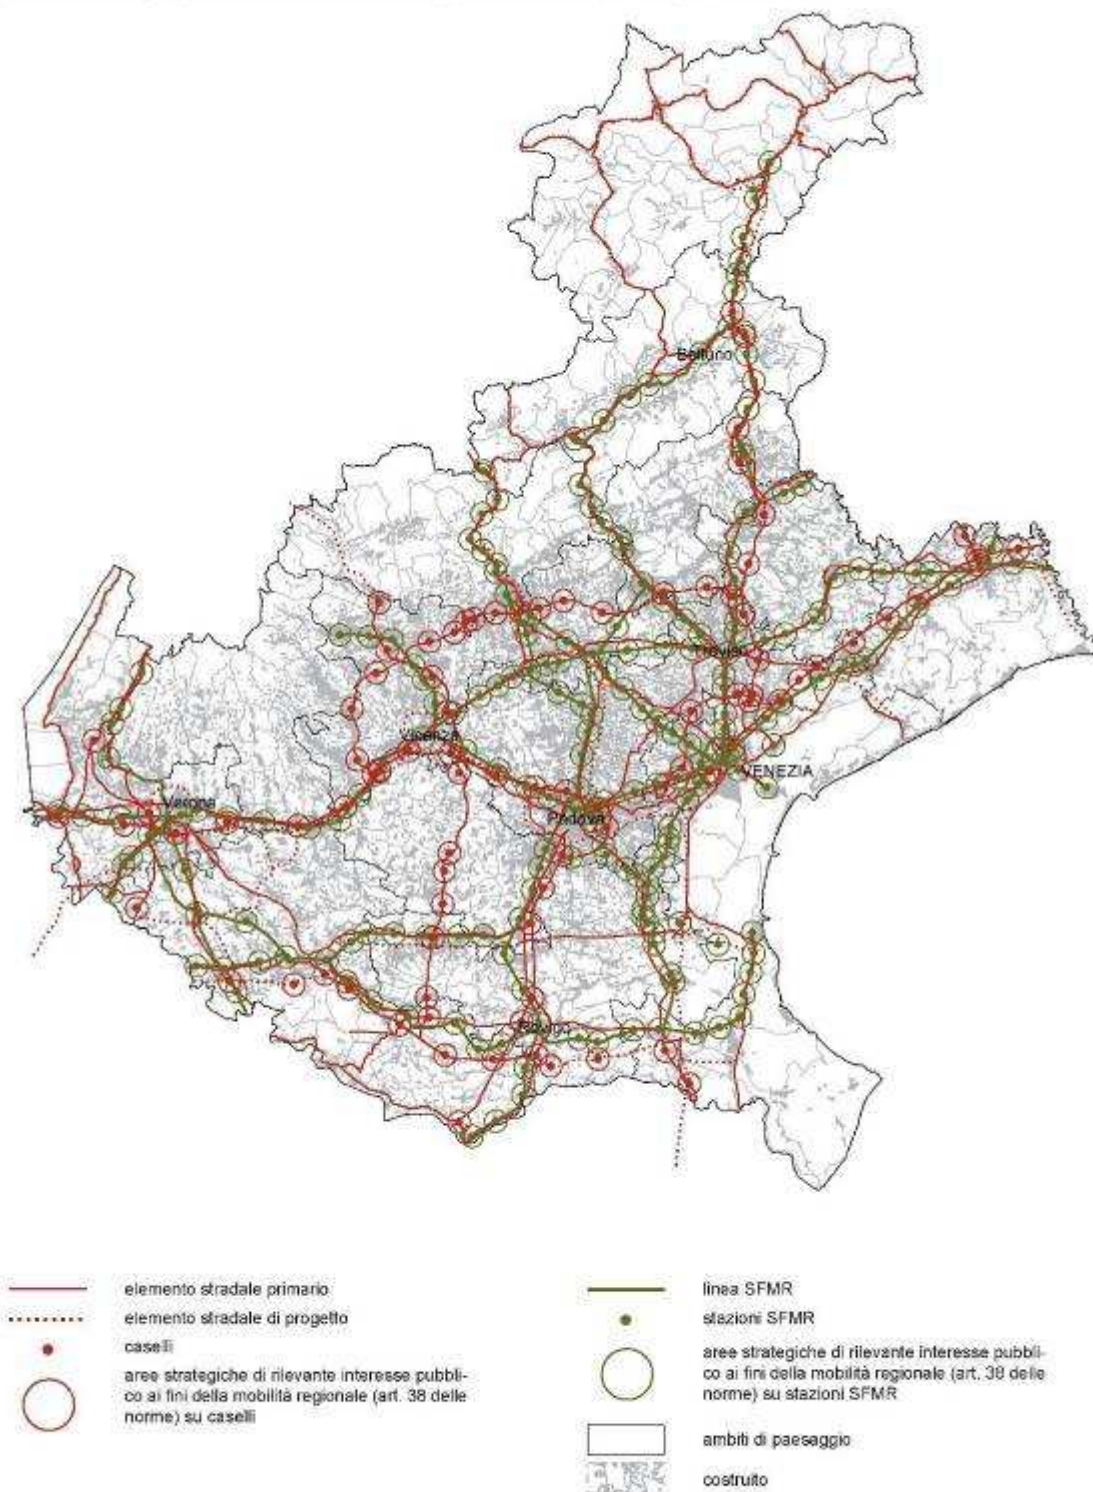 Belluno
Treviso
Vicenza
VENEZIA
Verona
Padova
Rovigo
elemento stradale primario
elemento stradale di progetto
caselli
aree strategiche di rilevante interesse pubbli-
co ai fini della mobilità regionale (art. 38 delle
norme) su caselli
linea SFMR
stazioni SFMR
aree strategiche di rilevante interesse pubbli-
co ai fini della mobilità regionale (art. 38 delle
norme) su stazioni SFMR
ambiti di paesaggio
costruito